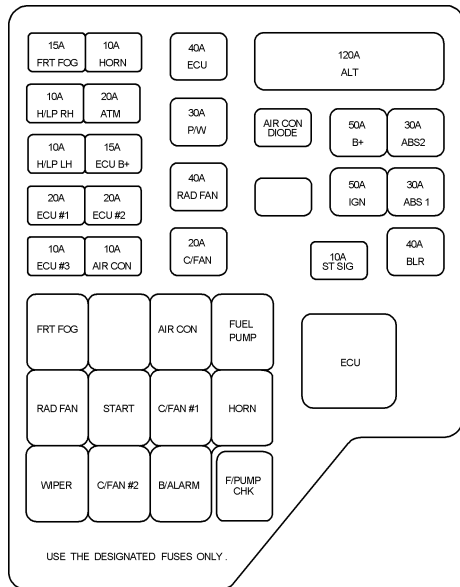 15A
FRT FOG
10A
HORN
40A
ECU
120A
ALT
10A
H/LP RH
20A
ATM
30A
P/W
AIR CON
DIODE
50A
B+
30A
ABS2
10A
H/LP LH
15A
ECU B+
40A
RAD FAN
50A
IGN
30A
ABS 1
20A
ECU #1
20A
ECU #2
20A
C/FAN
10A
ST SIG
40A
BLR
10A
ECU #3
10A
AIR CON
FRT FOG
AIR CON
FUEL
PUMP
ECU
RAD FAN
START
C/FAN #1
HORN
WIPER
C/FAN #2
B/ALARM
F/PUMP
CHK
USE THE DESIGNATED FUSES ONLY .